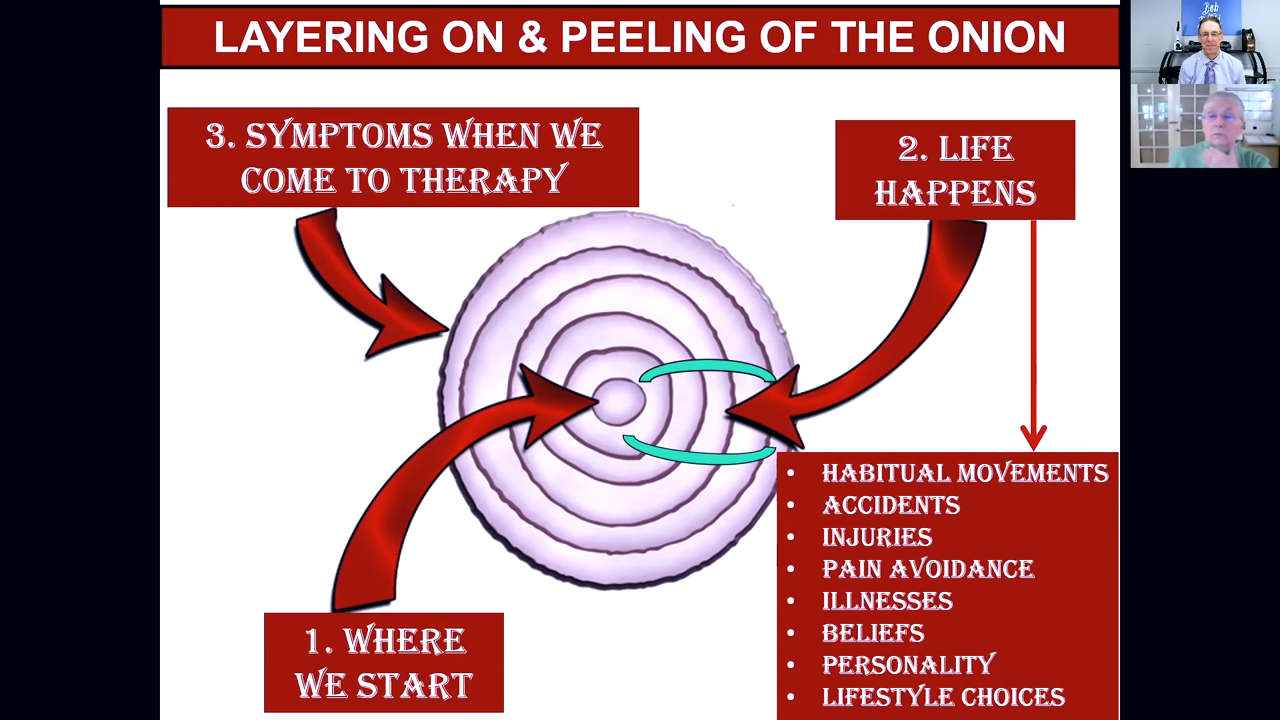 LAYERING ON & PEELING OF THE ONION
3. SYMPTOMS WHEN WE
COME TO THERAPY
2. LIFE
HAPPENS
1. WHERE
WE START
• HABITUAL MOVEMENTS
• ACCIDENTS
• INJURIES
• PAIN AVOIDANCE
• ILLNESSES
• BELIEFS
• PERSONALITY
• LIFESTYLE CHOICES
Bob